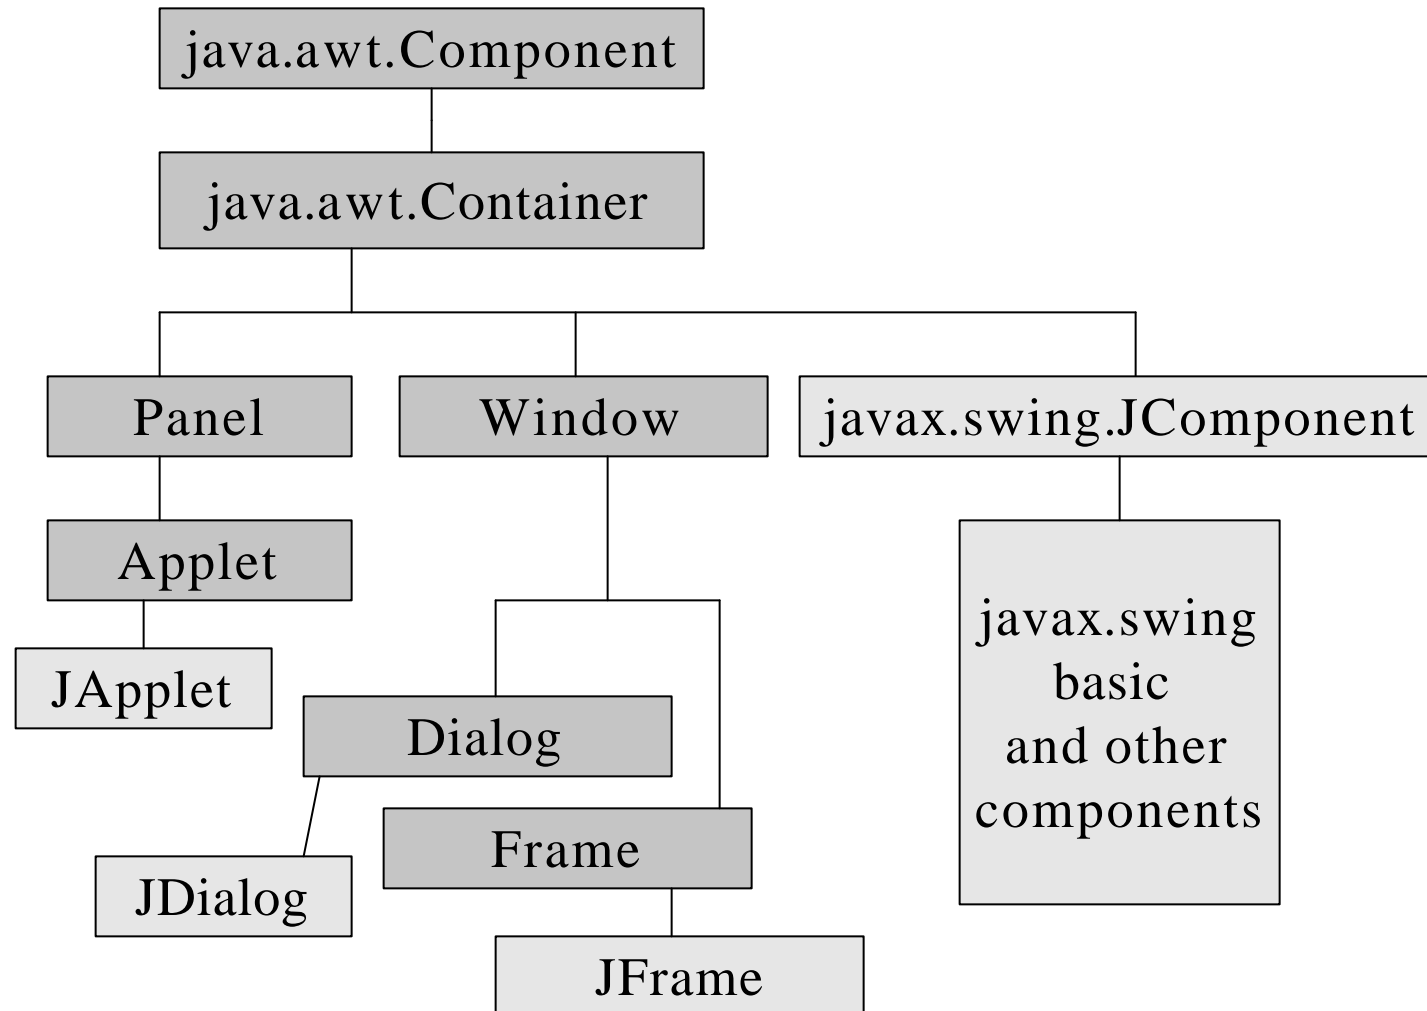 java.awt.Component
java.awt.Container
Panel
Window
javax.swing.JComponent
Applet
JApplet
Dialog
Frame
JDialog
JFrame
javax.swing
basic
and other
components